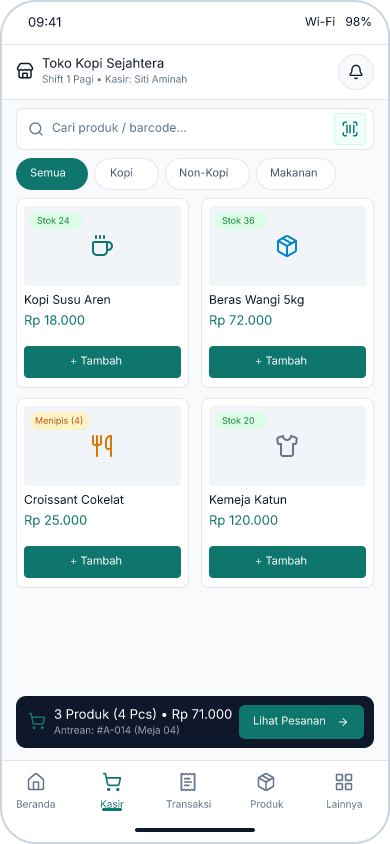 09:41
Wi-Fi 98%
Toko Kopi Sejahtera
Shift 1 Pagi • Kasir: Siti Aminah
Cari produk / barcode...
Semua Kopi Non-Kopi Makanan
Stok 24
Kopi Susu Aren
Rp 18.000
+ Tambah
Stok 36
Beras Wangi 5kg
Rp 72.000
+ Tambah
Menipis (4)
Croissant Cokelat
Rp 25.000
+ Tambah
Stok 20
Kemeja Katun
Rp 120.000
+ Tambah
3 Produk (4 Pcs) • Rp 71.000
Antrean: #A-014 (Meja 04)
Lihat Pesanan →
Beranda Kasir Transaksi Produk Lainnya